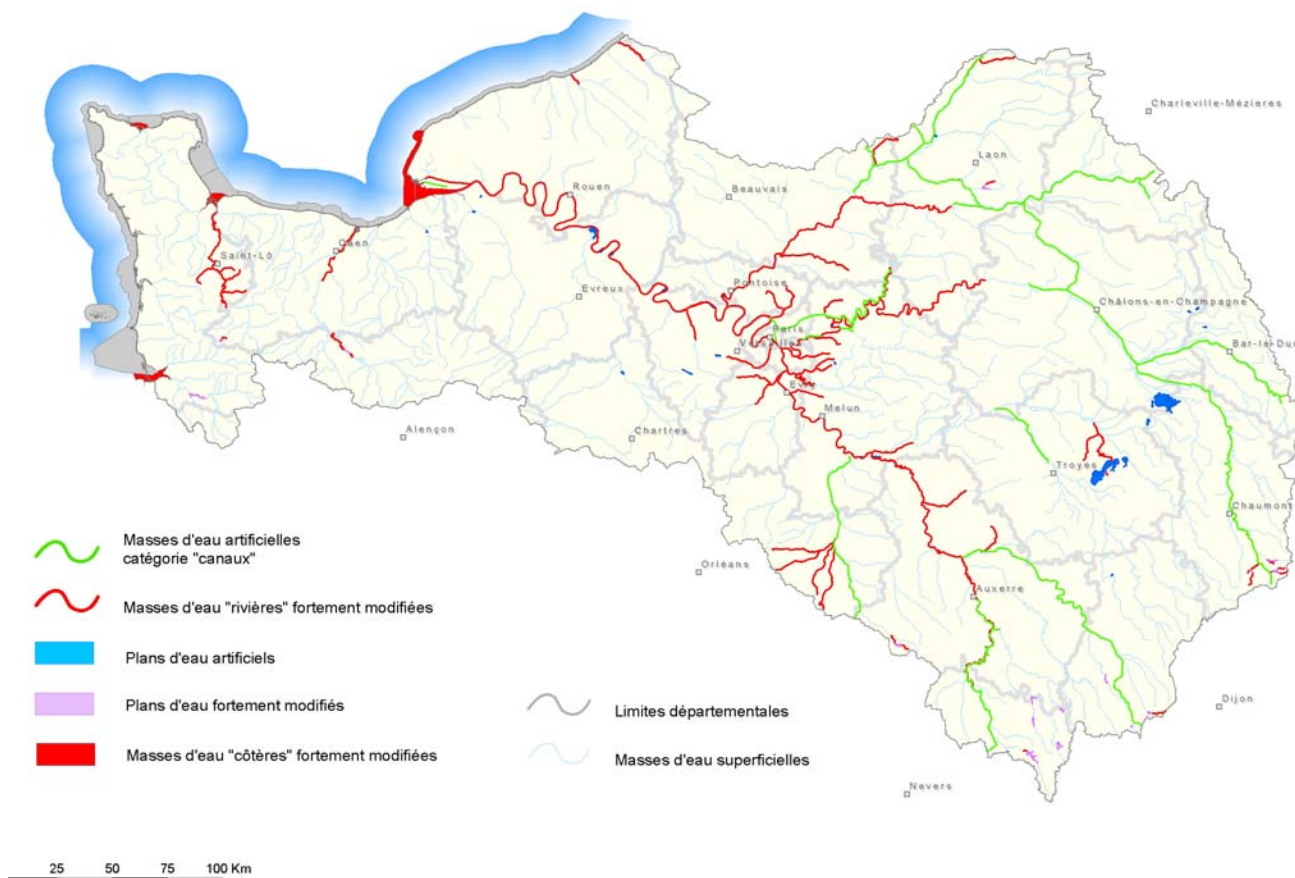 Charleville-Mézieres
Laon
Rouen
Beauvais
Caen
Saint-Lô
Evreux
Pontoise
Châlons-en-Champagne
Paris
Versailles
Bar-le-Duc
Evry
Melun
Alençon
Chartres
Troyes
Chaumont
Orléans
Auxerre
Dijon
Nevers
Masses d'eau artificielles
catégorie "canaux"
Masses d'eau "rivières" fortement modifiées
Plans d'eau artificiels
Plans d'eau fortement modifiés
Masses d'eau "côtères" fortement modifiées
Limites départementales
Masses d'eau superficielles
25 50 75 100 Km